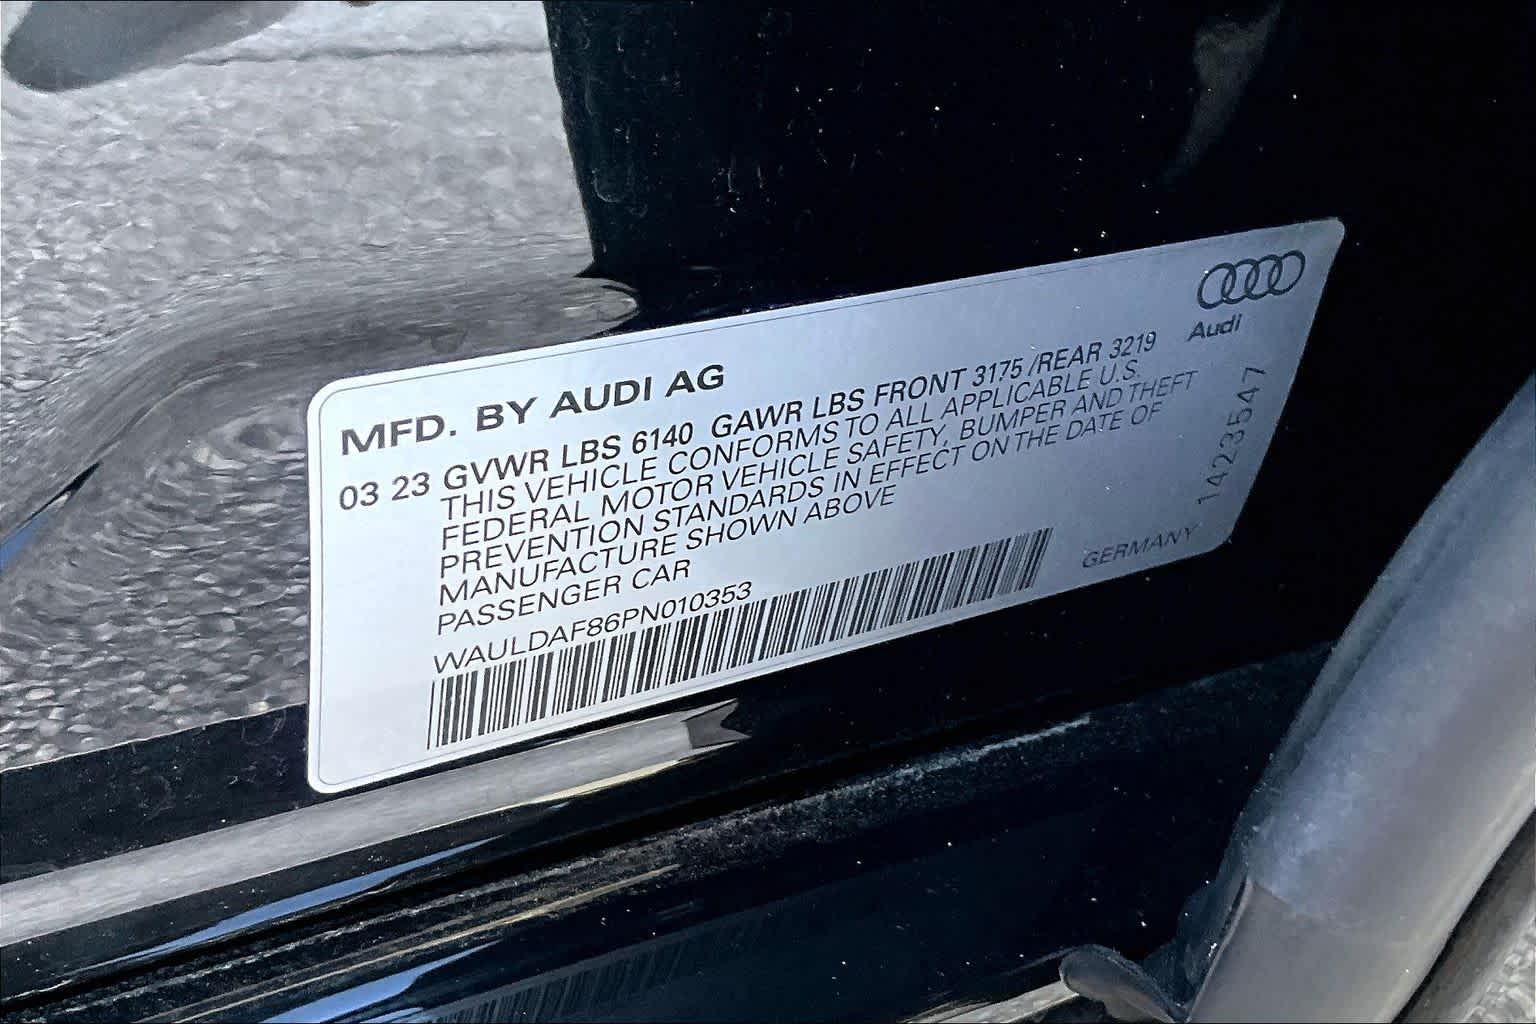 Audi
MFD. BY AUDI AG
03 23 GVWR LBS 6140 GAWR LBS FRONT 3175 /REAR 3219
THIS VEHICLE CONFORMS TO ALL APPLICABLE U.S.
FEDERAL MOTOR VEHICLE SAFETY, BUMPER AND THEFT
PREVENTION STANDARDS IN EFFECT ON THE DATE OF
MANUFACTURE SHOWN ABOVE
PASSENGER CAR
WAULDAF86PN010353
GERMANY
1423547